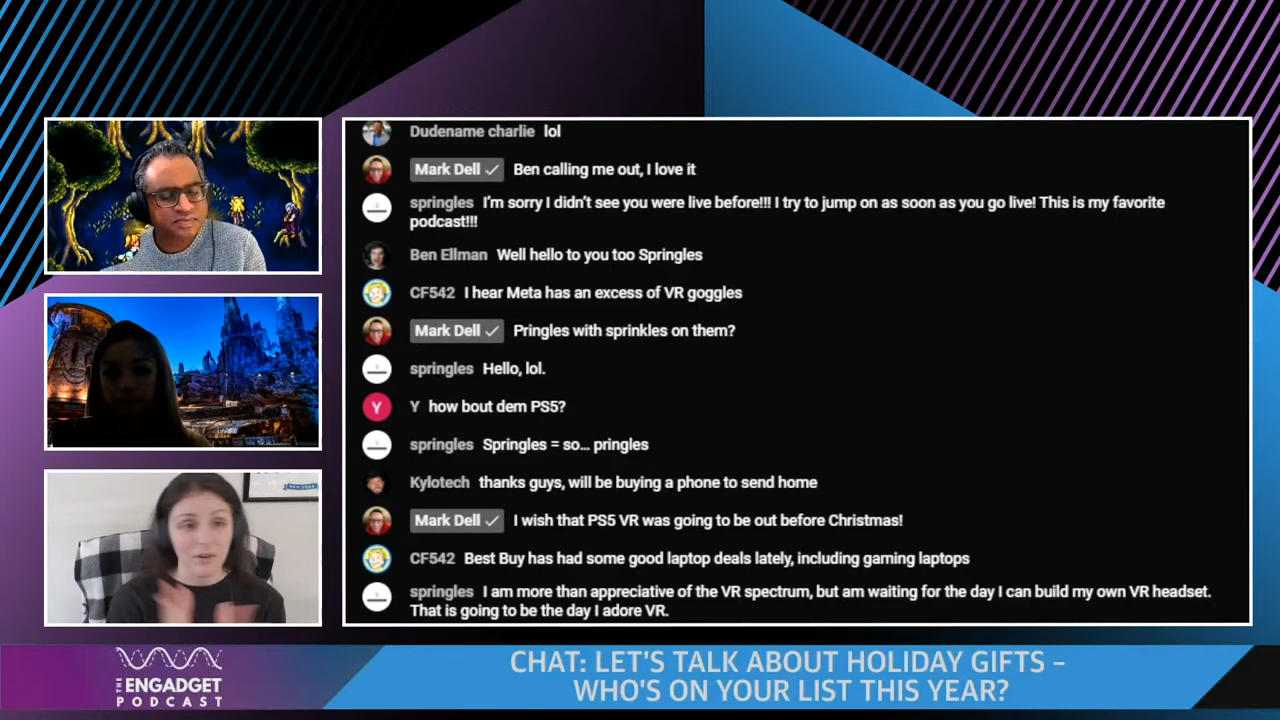 Dudename charlie lol
Mark Dell ✓ Ben calling me out, I love it
springles I'm sorry I didn't see you were live before!!! I try to jump on as soon as you go live! This is my favorite
podcast!!!
Ben Ellman Well hello to you too Springles
CF542 I hear Meta has an excess of VR goggles
Mark Dell ✓ Pringles with sprinkles on them?
springles Hello, lol.
Y Y how bout dem PS5?
springles Springles = so... pringles
Kylotech thanks guys, will be buying a phone to send home
Mark Dell ✓ I wish that PS5 VR was going to be out before Christmas!
CF542 Best Buy has had some good laptop deals lately, including gaming laptops
springles I am more than appreciative of the VR spectrum, but am waiting for the day I can build my own VR headset.
That is going to be the day I adore VR.
THE ENGADGET
PODCAST
CHAT: LET'S TALK ABOUT HOLIDAY GIFTS –
WHO'S ON YOUR LIST THIS YEAR?